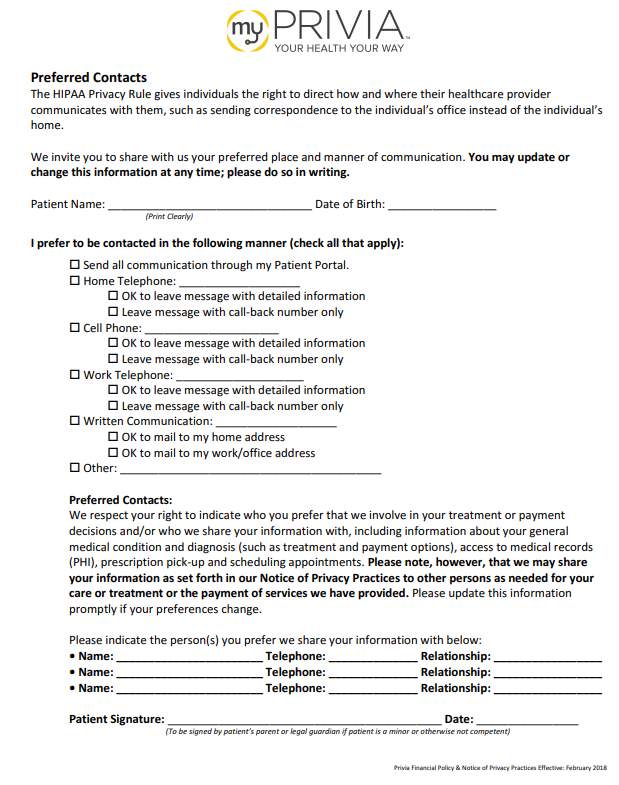 my PRIVIA™
YOUR HEALTH YOUR WAY
Preferred Contacts
The HIPAA Privacy Rule gives individuals the right to direct how and where their healthcare provider
communicates with them, such as sending correspondence to the individual's office instead of the individual's
home.
We invite you to share with us your preferred place and manner of communication. You may update or
change this information at any time; please do so in writing.
Patient Name: ________________________________ Date of Birth: _________________
(Print Clearly)
I prefer to be contacted in the following manner (check all that apply):
☐ Send all communication through my Patient Portal.
☐ Home Telephone: ___________________
☐ OK to leave message with detailed information
☐ Leave message with call-back number only
☐ Cell Phone: _____________________
☐ OK to leave message with detailed information
☐ Leave message with call-back number only
☐ Work Telephone: ____________________
☐ OK to leave message with detailed information
☐ Leave message with call-back number only
☐ Written Communication: ___________________
☐ OK to mail to my home address
☐ OK to mail to my work/office address
☐ Other: _________________________________________
Preferred Contacts:
We respect your right to indicate who you prefer that we involve in your treatment or payment
decisions and/or who we share your information with, including information about your general
medical condition and diagnosis (such as treatment and payment options), access to medical records
(PHI), prescription pick-up and scheduling appointments. Please note, however, that we may share
your information as set forth in our Notice of Privacy Practices to other persons as needed for your
care or treatment or the payment of services we have provided. Please update this information
promptly if your preferences change.
Please indicate the person(s) you prefer we share your information with below:
• Name: _______________________ Telephone: ______________ Relationship: _________________
• Name: _______________________ Telephone: ______________ Relationship: _________________
• Name: _______________________ Telephone: ______________ Relationship: _________________
Patient Signature: ___________________________________________ Date: ________________
(To be signed by patient's parent or legal guardian if patient is a minor or otherwise not competent)
Privia Financial Policy & Notice of Privacy Practices Effective: February 2018